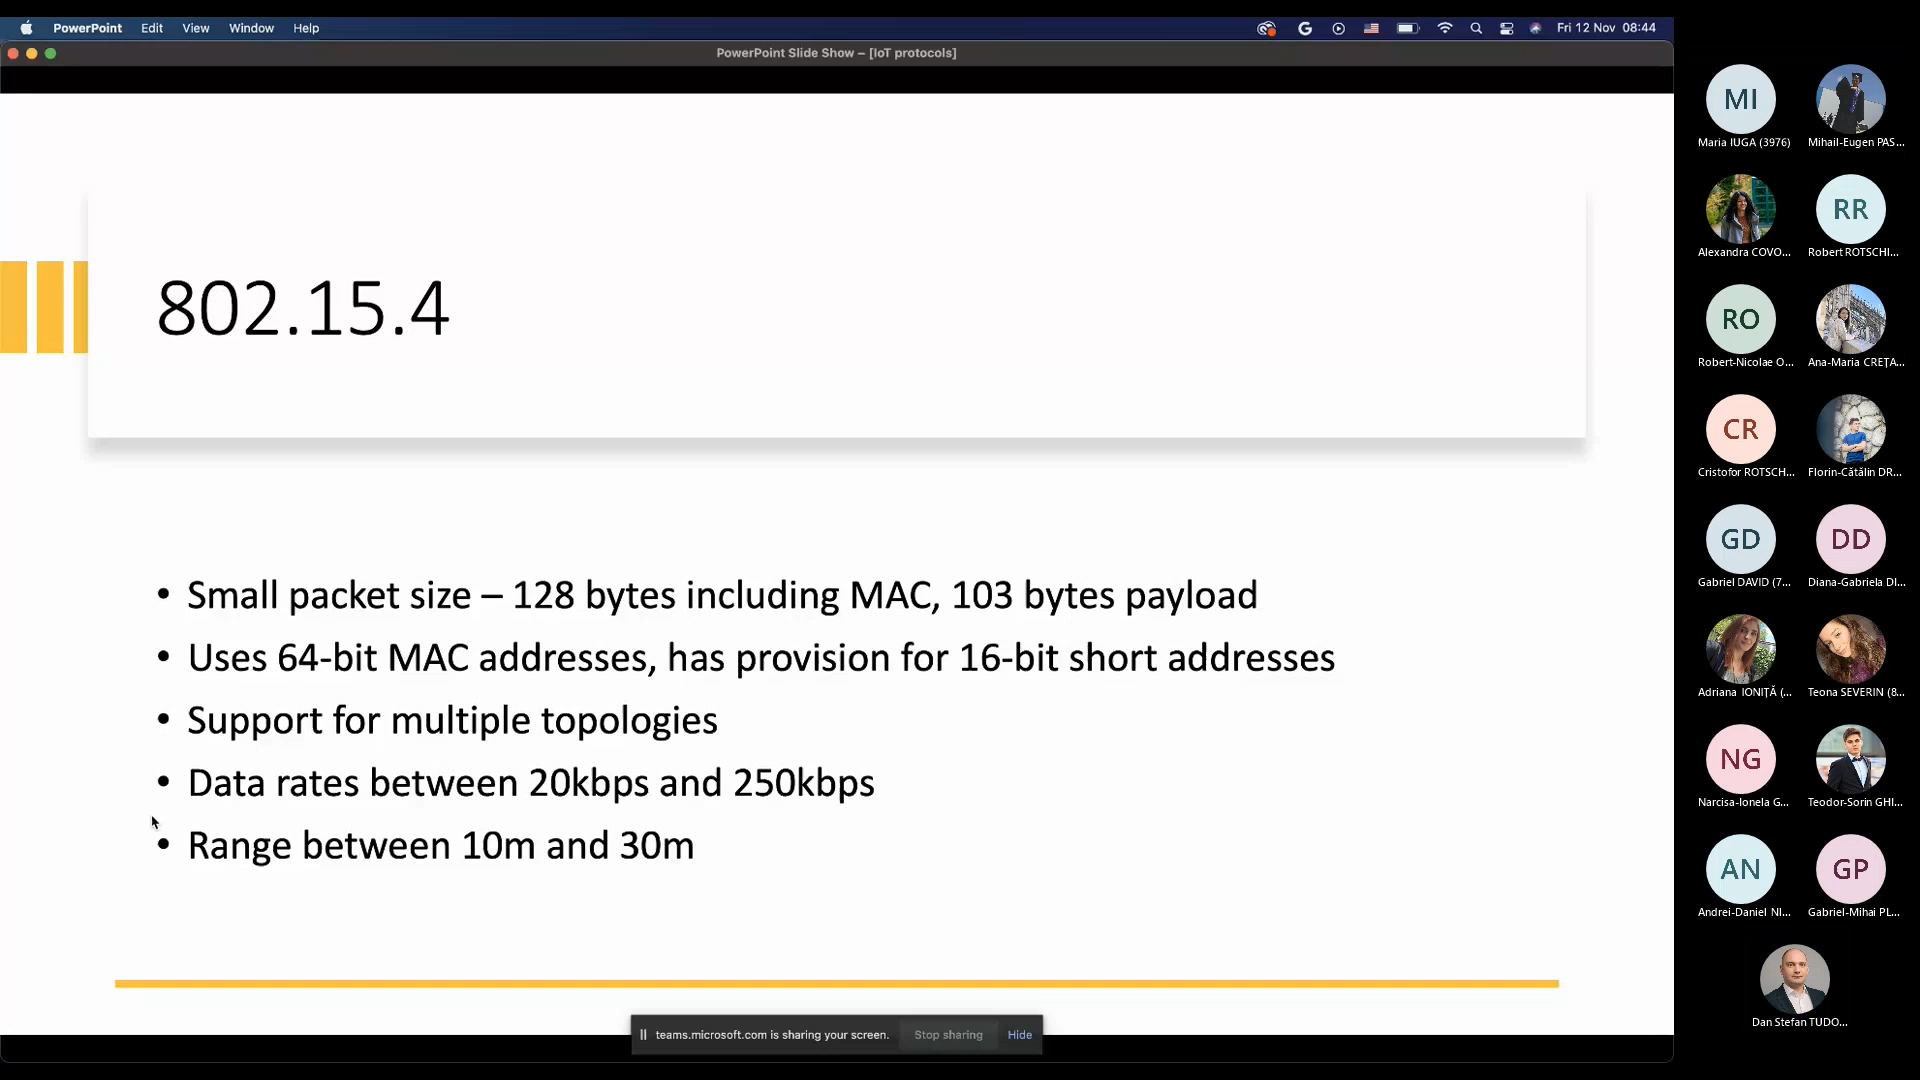 PowerPoint Edit View Window Help Fri 12 Nov 08:44
PowerPoint Slide Show – [IoT protocols]
802.15.4
• Small packet size – 128 bytes including MAC, 103 bytes payload
• Uses 64-bit MAC addresses, has provision for 16-bit short addresses
• Support for multiple topologies
• Data rates between 20kbps and 250kbps
• Range between 10m and 30m
teams.microsoft.com is sharing your screen. Stop sharing Hide
MI
Maria IUGA (3976) Mihail-Eugen PAS...
RR
Alexandra COVO... Robert ROTSCHI...
RO
Robert-Nicolae O... Ana-Maria CREȚA...
CR
Cristofor ROTSCH... Florin-Cătălin DR...
GD DD
Gabriel DAVID (7... Diana-Gabriela DI...
Adriana IONIȚĂ (... Teona SEVERIN (8...
NG
Narcisa-Ionela G... Teodor-Sorin GHI...
AN GP
Andrei-Daniel NI... Gabriel-Mihai PL...
Dan Stefan TUDO...